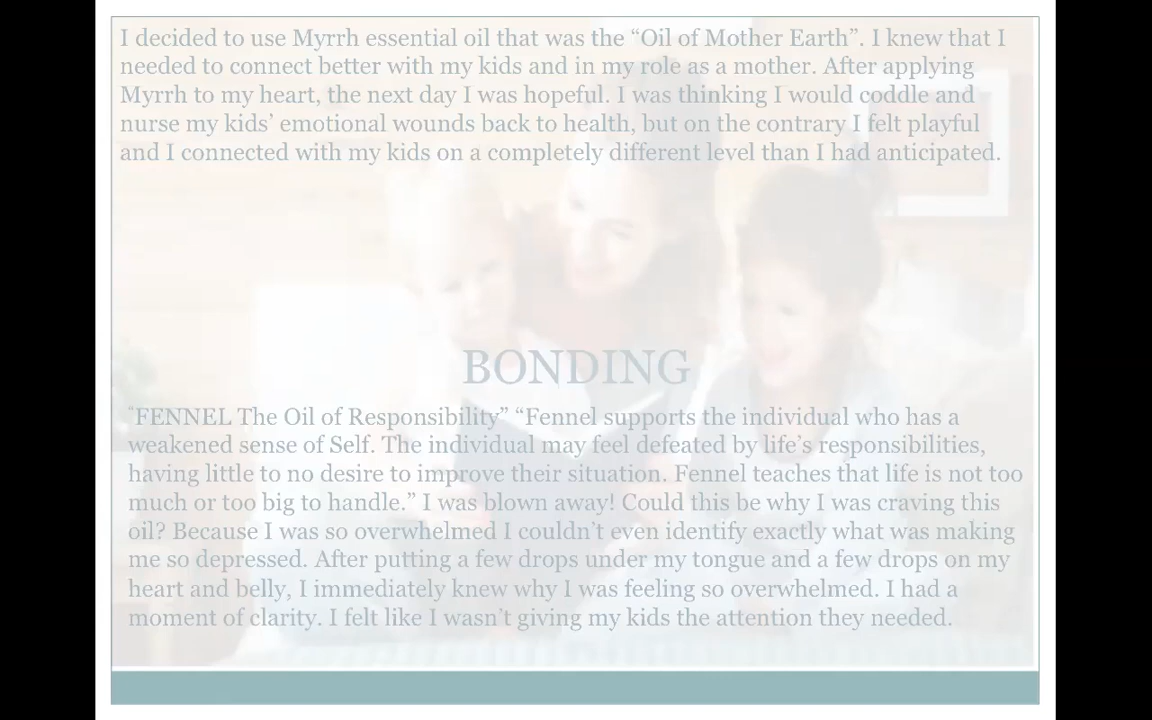 I decided to use Myrrh essential oil that was the “Oil of Mother Earth”. I knew that I
needed to connect better with my kids and in my role as a mother. After applying
Myrrh to my heart, the next day I was hopeful. I was thinking I would coddle and
nurse my kids’ emotional wounds back to health, but on the contrary I felt playful
and I connected with my kids on a completely different level than I had anticipated.
BONDING
“FENNEL The Oil of Responsibility” “Fennel supports the individual who has a
weakened sense of Self. The individual may feel defeated by life’s responsibilities,
having little to no desire to improve their situation. Fennel teaches that life is not too
much or too big to handle.” I was blown away! Could this be why I was craving this
oil? Because I was so overwhelmed I couldn’t even identify exactly what was making
me so depressed. After putting a few drops under my tongue and a few drops on my
heart and belly, I immediately knew why I was feeling so overwhelmed. I had a
moment of clarity. I felt like I wasn’t giving my kids the attention they needed.